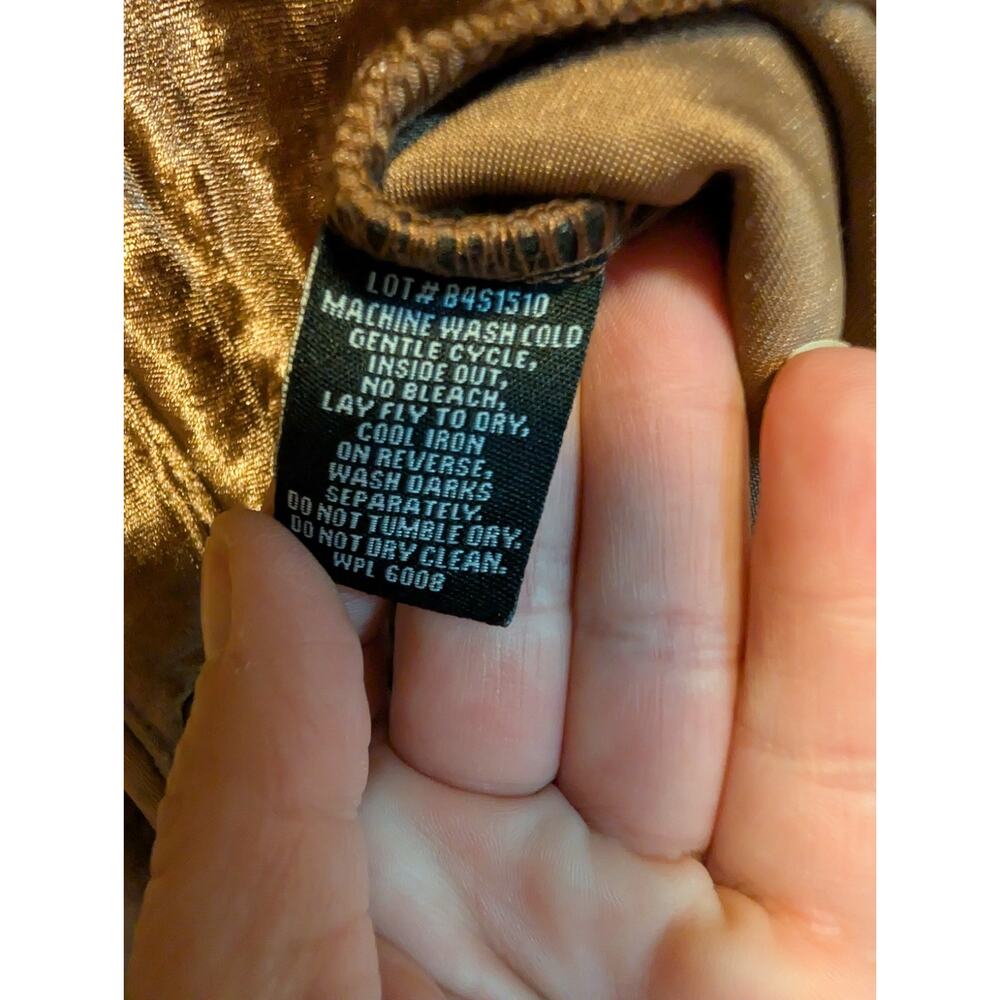 LOT# B4S1510
MACHINE WASH COLD
GENTLE CYCLE,
INSIDE OUT,
NO BLEACH,
LAY FLY TO DRY,
COOL IRON
ON REVERSE,
WASH DARKS
SEPARATELY.
DO NOT TUMBLE DRY.
DO NOT DRY CLEAN.
WPL 6008